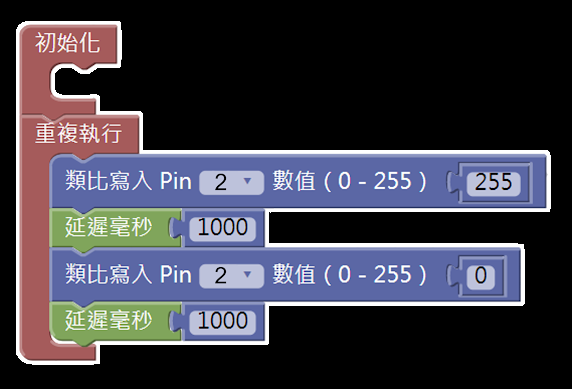 初始化
重複執行
類比寫入 Pin 2 數值 ( 0 - 255 ) 255
延遲毫秒 1000
類比寫入 Pin 2 數值 ( 0 - 255 ) 0
延遲毫秒 1000